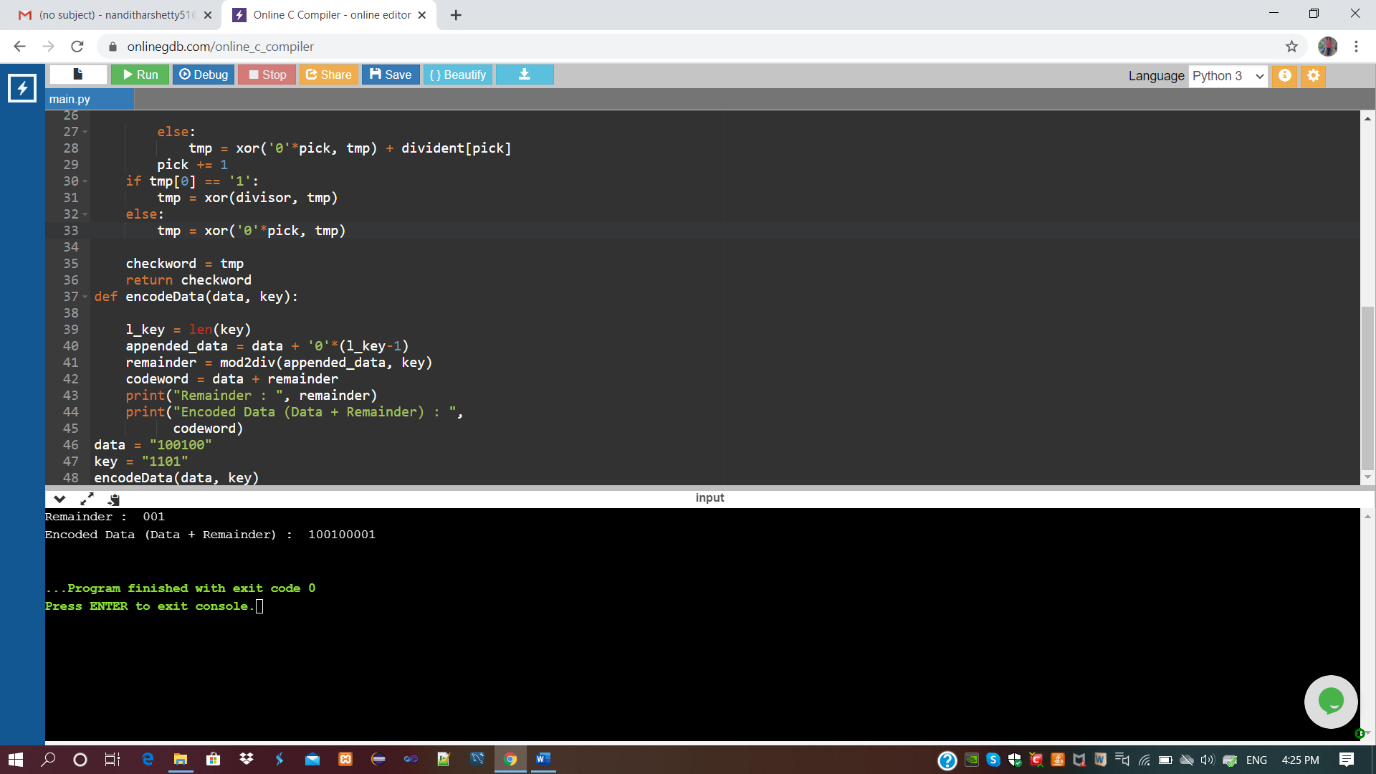 (no subject) - nanditharshetty516
Online C Compiler - online editor
onlinegdb.com/online_c_compiler
Run Debug Stop Share Save {} Beautify Language Python 3
main.py
26
27 else:
28 tmp = xor('0'*pick, tmp) + divident[pick]
29 pick += 1
30 if tmp[0] == '1':
31 tmp = xor(divisor, tmp)
32 else:
33 tmp = xor('0'*pick, tmp)
34
35 checkword = tmp
36 return checkword
37 def encodeData(data, key):
38
39 l_key = len(key)
40 appended_data = data + '0'*(l_key-1)
41 remainder = mod2div(appended_data, key)
42 codeword = data + remainder
43 print("Remainder : ", remainder)
44 print("Encoded Data (Data + Remainder) : ",
45 codeword)
46 data = "100100"
47 key = "1101"
48 encodeData(data, key)
input
Remainder :  001
Encoded Data (Data + Remainder) :  100100001
...Program finished with exit code 0
Press ENTER to exit console.
ENG 4:25 PM